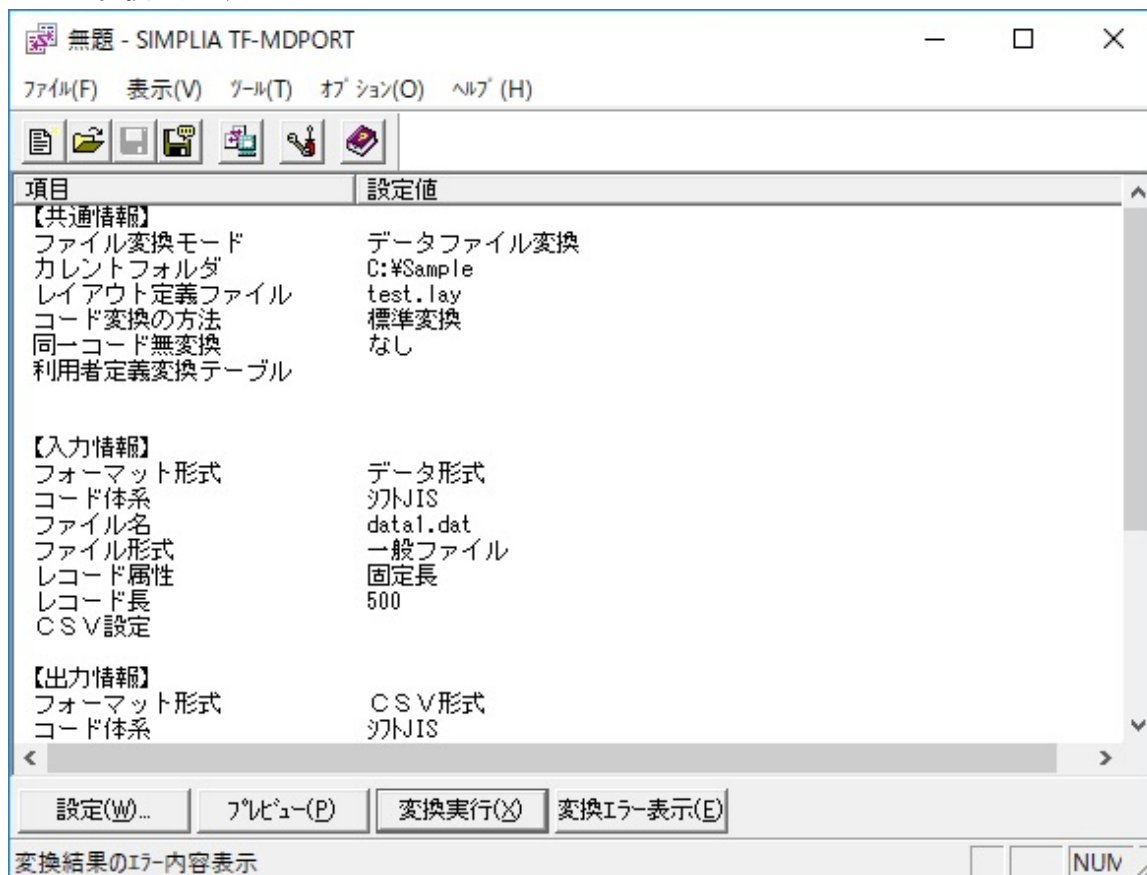 無題 - SIMPLIA TF-MDPORT
ﾌｧｲﾙ(F) 表示(V) ﾂｰﾙ(T) ｵﾌﾟｼｮﾝ(O) ﾍﾙﾌﾟ(H)
項目 設定値
【共通情報】
ファイル変換モード データファイル変換
カレントフォルダ C:¥Sample
レイアウト定義ファイル test.lay
コード変換の方法 標準変換
同一コード無変換 なし
利用者定義変換テーブル
【入力情報】
フォーマット形式 データ形式
コード体系 ｼﾌﾄJIS
ファイル名 data1.dat
ファイル形式 一般ファイル
レコード属性 固定長
レコード長 500
ＣＳＶ設定
【出力情報】
フォーマット形式 ＣＳＶ形式
コード体系 ｼﾌﾄJIS
設定(W)... ﾌﾟﾚﾋﾞｭｰ(P) 変換実行(X) 変換ｴﾗｰ表示(E)
変換結果のｴﾗｰ内容表示 NUM